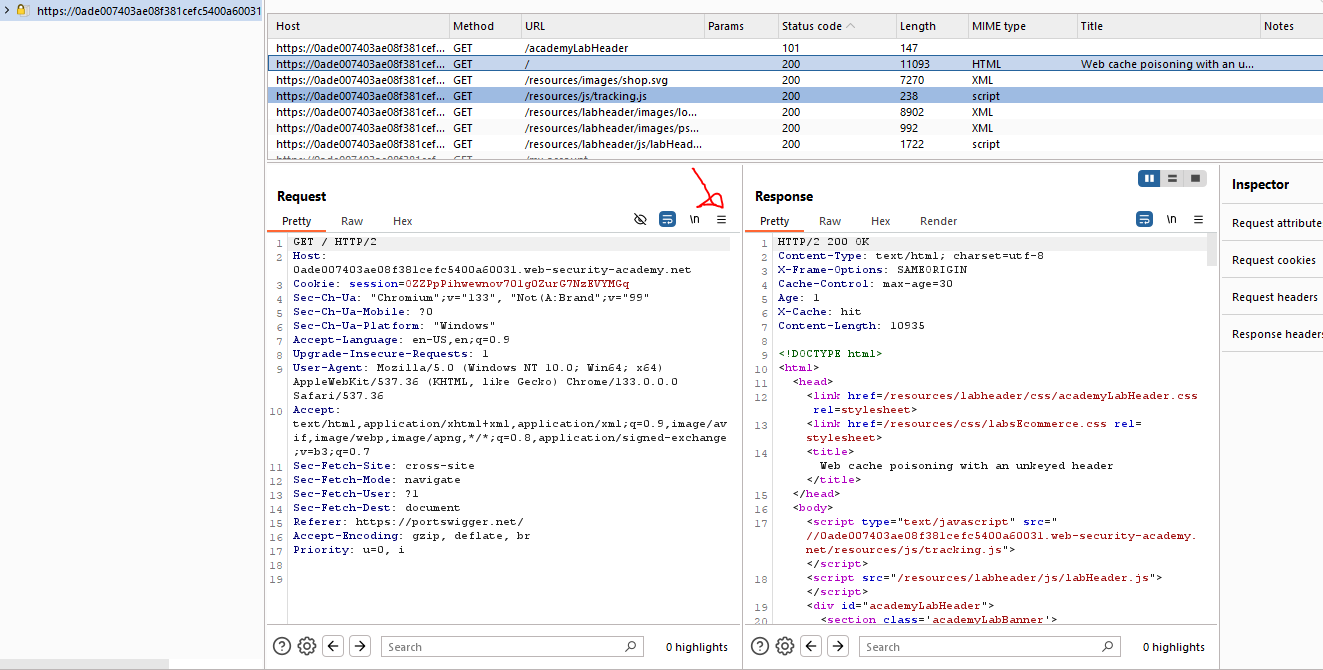 https://0ade007403ae08f381cefc5400a60031
Host Method URL Params Status code Length MIME type Title Notes
https://0ade007403ae08f381cef... GET /academyLabHeader 101 147
https://0ade007403ae08f381cef... GET / 200 11093 HTML Web cache poisoning with an u...
https://0ade007403ae08f381cef... GET /resources/images/shop.svg 200 7270 XML
https://0ade007403ae08f381cef... GET /resources/js/tracking.js 200 238 script
https://0ade007403ae08f381cef... GET /resources/labheader/images/lo... 200 8902 XML
https://0ade007403ae08f381cef... GET /resources/labheader/images/ps... 200 992 XML
https://0ade007403ae08f381cef... GET /resources/labheader/js/labHead... 200 1722 script
Request
Pretty Raw Hex \n
1 GET / HTTP/2
2 Host:
0ade007403ae08f381cefc5400a60031.web-security-academy.net
3 Cookie: session=0ZZPpPihwewnov70lg0ZurG7NzEVYMGq
4 Sec-Ch-Ua: "Chromium";v="133", "Not(A:Brand";v="99"
5 Sec-Ch-Ua-Mobile: ?0
6 Sec-Ch-Ua-Platform: "Windows"
7 Accept-Language: en-US,en;q=0.9
8 Upgrade-Insecure-Requests: 1
9 User-Agent: Mozilla/5.0 (Windows NT 10.0; Win64; x64)
AppleWebKit/537.36 (KHTML, like Gecko) Chrome/133.0.0.0
Safari/537.36
10 Accept:
text/html,application/xhtml+xml,application/xml;q=0.9,image/av
if,image/webp,image/apng,*/*;q=0.8,application/signed-exchange
;v=b3;q=0.7
11 Sec-Fetch-Site: cross-site
12 Sec-Fetch-Mode: navigate
13 Sec-Fetch-User: ?1
14 Sec-Fetch-Dest: document
15 Referer: https://portswigger.net/
16 Accept-Encoding: gzip, deflate, br
17 Priority: u=0, i
18
19
Search 0 highlights
Response
Pretty Raw Hex Render \n
1 HTTP/2 200 OK
2 Content-Type: text/html; charset=utf-8
3 X-Frame-Options: SAMEORIGIN
4 Cache-Control: max-age=30
5 Age: 1
6 X-Cache: hit
7 Content-Length: 10935
8
9 <!DOCTYPE html>
10 <html>
11 <head>
12 <link href=/resources/labheader/css/academyLabHeader.css
rel=stylesheet>
13 <link href=/resources/css/labsEcommerce.css rel=
stylesheet>
14 <title>
Web cache poisoning with an unkeyed header
</title>
15 </head>
16 <body>
17 <script type="text/javascript" src="
//0ade007403ae08f381cefc5400a60031.web-security-academy.
net/resources/js/tracking.js">
</script>
18 <script src="/resources/labheader/js/labHeader.js">
</script>
19 <div id="academyLabHeader">
20 <section class='academyLabBanner'>
Search 0 highlights
Inspector
Request attribute
Request cookies
Request headers
Response headers